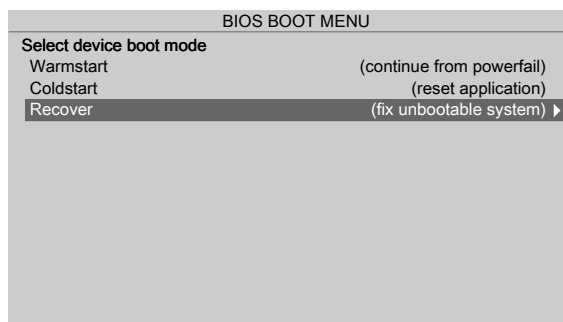 BIOS BOOT MENU
Select device boot mode
Warmstart (continue from powerfail)
Coldstart (reset application)
Recover (fix unbootable system)